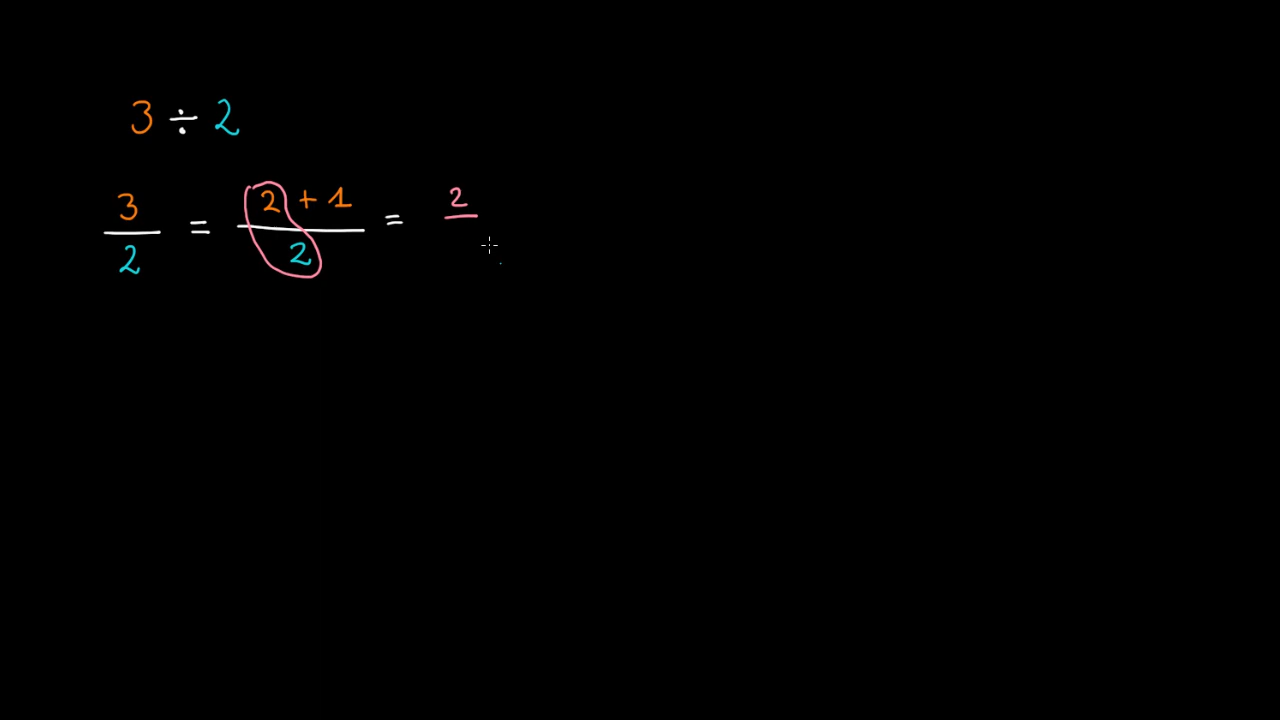 3 ÷ 2
3/2 = (2 + 1)/2 = 2/